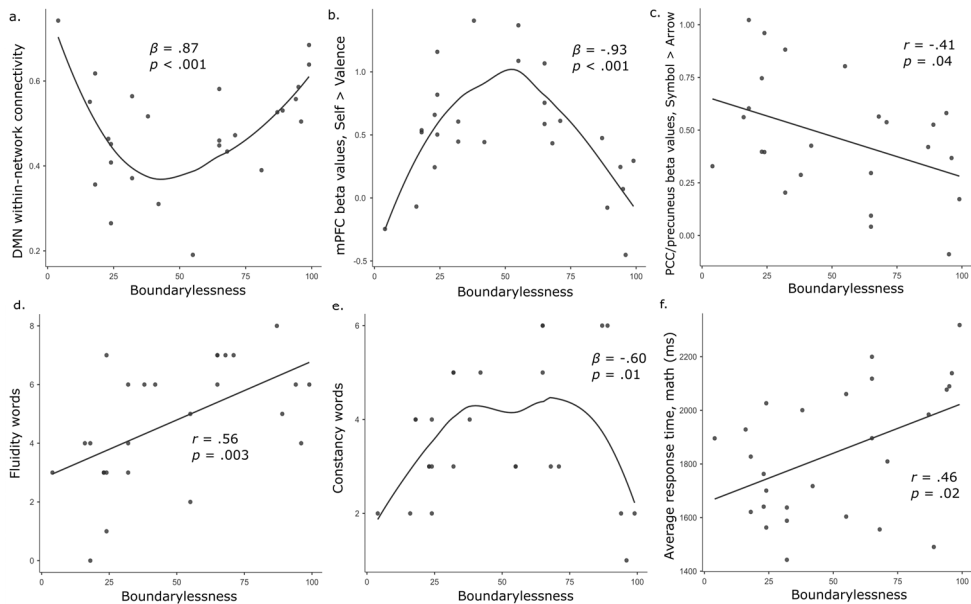 a.
β = .87
p < .001
DMN within-network connectivity
0.6
0.4
0.2
0
25
50
75
100
Boundarylessness
b.
β = -.93
p < .001
mPFC beta values, Self > Valence
1.0
0.5
0.0
-0.5
0
25
50
75
100
Boundarylessness
c.
r = -.41
p = .04
PCC/precuneus beta values, Symbol > Arrow
1.00
0.75
0.50
0.25
0.00
0
25
50
75
100
Boundarylessness
d.
r = .56
p = .003
Fluidity words
8
6
4
2
0
0
25
50
75
100
Boundarylessness
e.
β = -.60
p = .01
Constancy words
6
4
2
0
25
50
75
100
Boundarylessness
f.
r = .46
p = .02
Average response time, math (ms)
2200
2000
1800
1600
1400
0
25
50
75
100
Boundarylessness